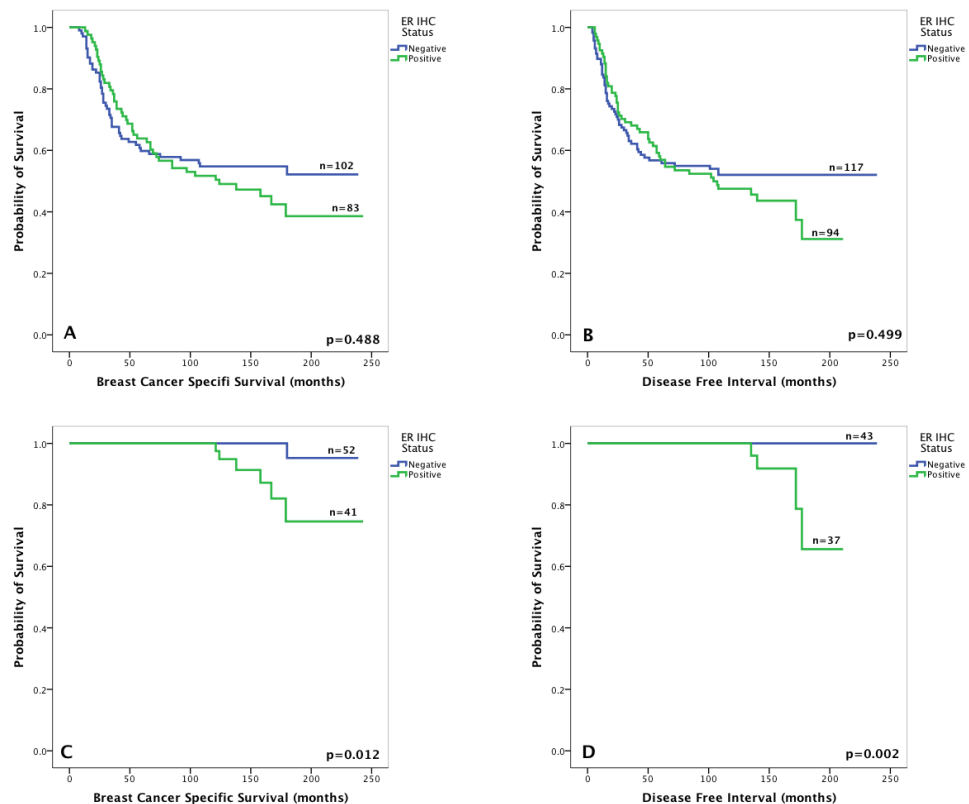 ER IHC
Status
Negative
Positive
Probability of Survival
1.0
0.8
0.6
0.4
0.2
0.0
n=102
n=83
A
p=0.488
0 50 100 150 200 250
Breast Cancer Specifi Survival (months)
ER IHC
Status
Negative
Positive
Probability of Survival
1.0
0.8
0.6
0.4
0.2
0.0
n=117
n=94
B
p=0.499
0 50 100 150 200 250
Disease Free Interval (months)
ER IHC
Status
Negative
Positive
Probability of Survival
1.0
0.8
0.6
0.4
0.2
0.0
n=52
n=41
C
p=0.012
0 50 100 150 200 250
Breast Cancer Specific Survival (months)
ER IHC
Status
Negative
Positive
Probability of Survival
1.0
0.8
0.6
0.4
0.2
0.0
n=43
n=37
D
p=0.002
0 50 100 150 200 250
Disease Free Interval (months)